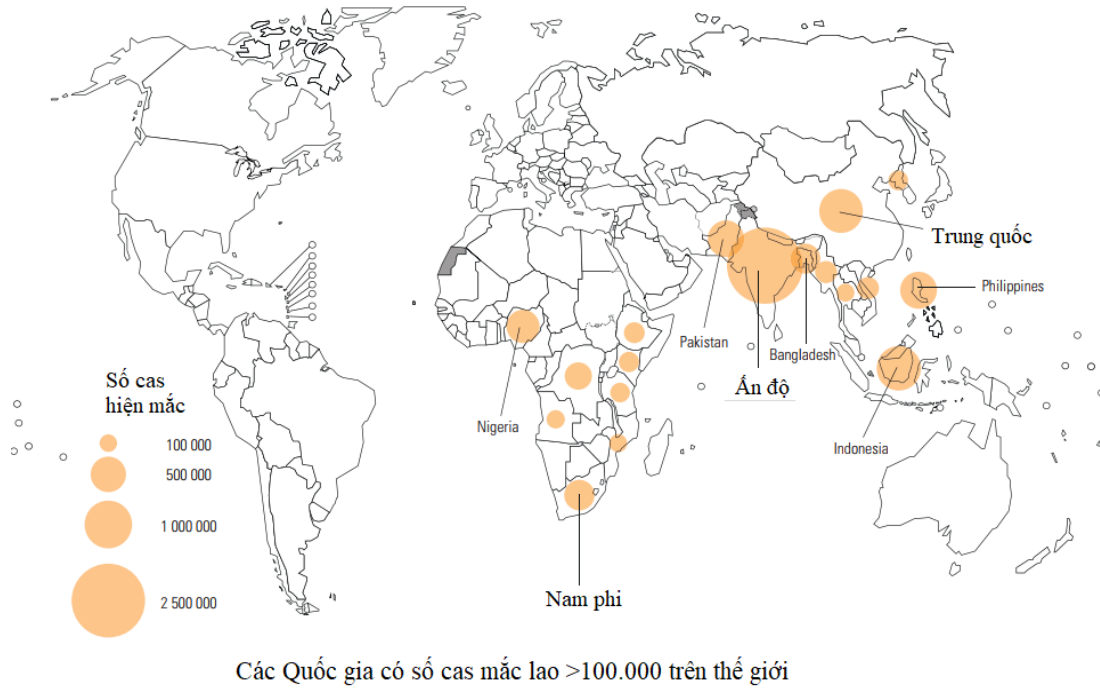 Trung quốc
Philippines
Pakistan
Bangladesh
Ấn độ
Nigeria
Indonesia
Nam phi
Số cas
hiện mắc
100 000
500 000
1 000 000
2 500 000
Các Quốc gia có số cas mắc lao >100.000 trên thế giới